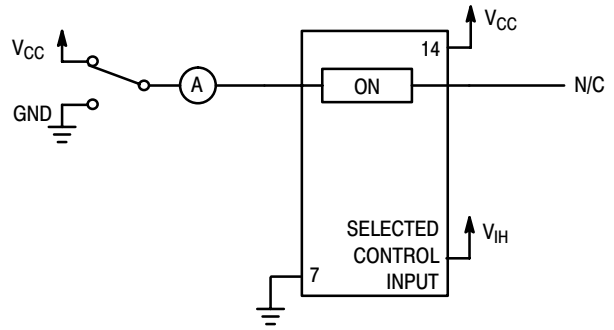 VCC
14
VCC
A
ON
N/C
GND
SELECTED
CONTROL
INPUT
VIH
7